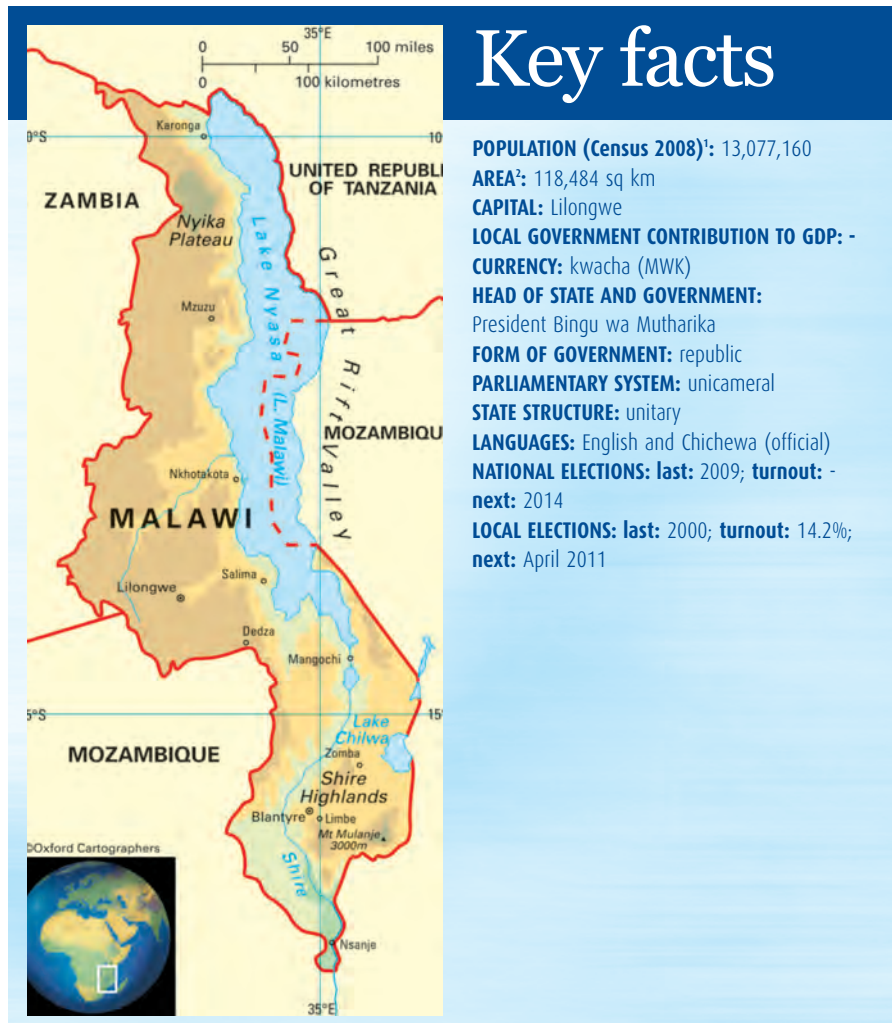 Key facts
POPULATION (Census 2008)¹: 13,077,160
AREA²: 118,484 sq km
CAPITAL: Lilongwe
LOCAL GOVERNMENT CONTRIBUTION TO GDP: -
CURRENCY: kwacha (MWK)
HEAD OF STATE AND GOVERNMENT:
President Bingu wa Mutharika
FORM OF GOVERNMENT: republic
PARLIAMENTARY SYSTEM: unicameral
STATE STRUCTURE: unitary
LANGUAGES: English and Chichewa (official)
NATIONAL ELECTIONS: last: 2009; turnout: -
next: 2014
LOCAL ELECTIONS: last: 2000; turnout: 14.2%;
next: April 2011
35°E
0 50 100 miles
0 100 kilometres
Karonga
0°S 10
UNITED REPUBLI
OF TANZANIA
ZAMBIA
Nyika
Plateau
Lake Nyasa (L. Malawi)
Great Rift Valley
Mzuzu
MOZAMBIQU
Nkhotakota
MALAWI
Salima
Lilongwe
Dedza
Mangochi
5°S 15°
Lake
Chilwa
MOZAMBIQUE
Zomba
Shire
Highlands
Blantyre
Limbe
Mt Mulanje
3000m
©Oxford Cartographers
Shire
Nsanje
35°E